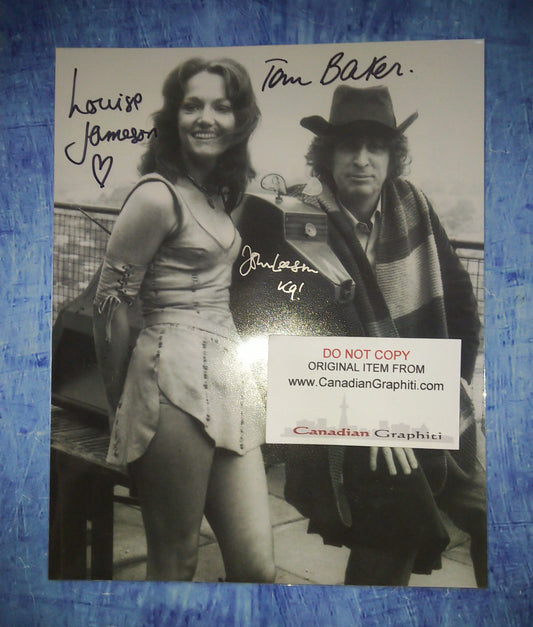 Louise
Jameson
Tom Baker.
John Leeson
K9!
DO NOT COPY
ORIGINAL ITEM FROM
www.CanadianGraphiti.com
Canadian Graphiti